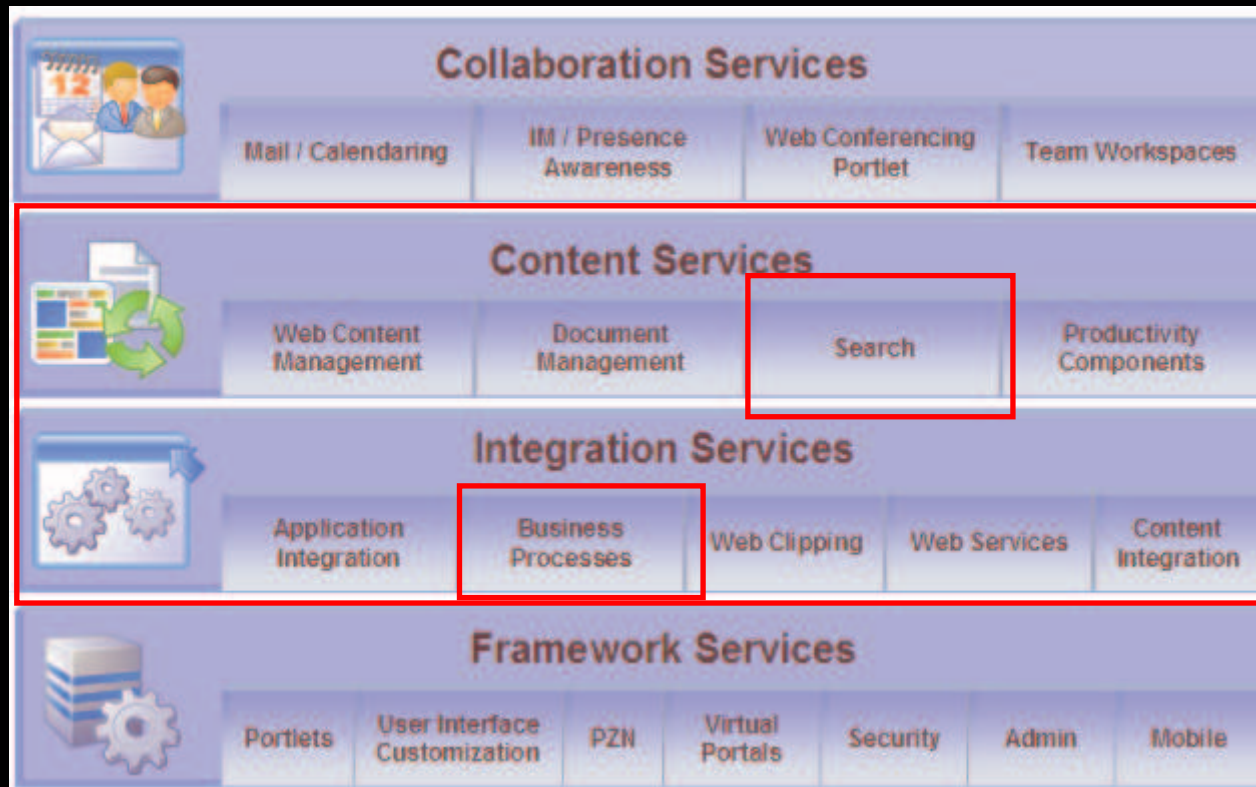 Collaboration Services
12
Mail / Calendaring
IM / Presence
Awareness
Web Conferencing
Portlet
Team Workspaces
Content Services
Web Content
Management
Document
Management
Search
Productivity
Components
Integration Services
Application
Integration
Business
Processes
Web Clipping
Web Services
Content
Integration
Framework Services
Portlets
User Interface
Customization
PZN
Virtual
Portals
Security
Admin
Mobile